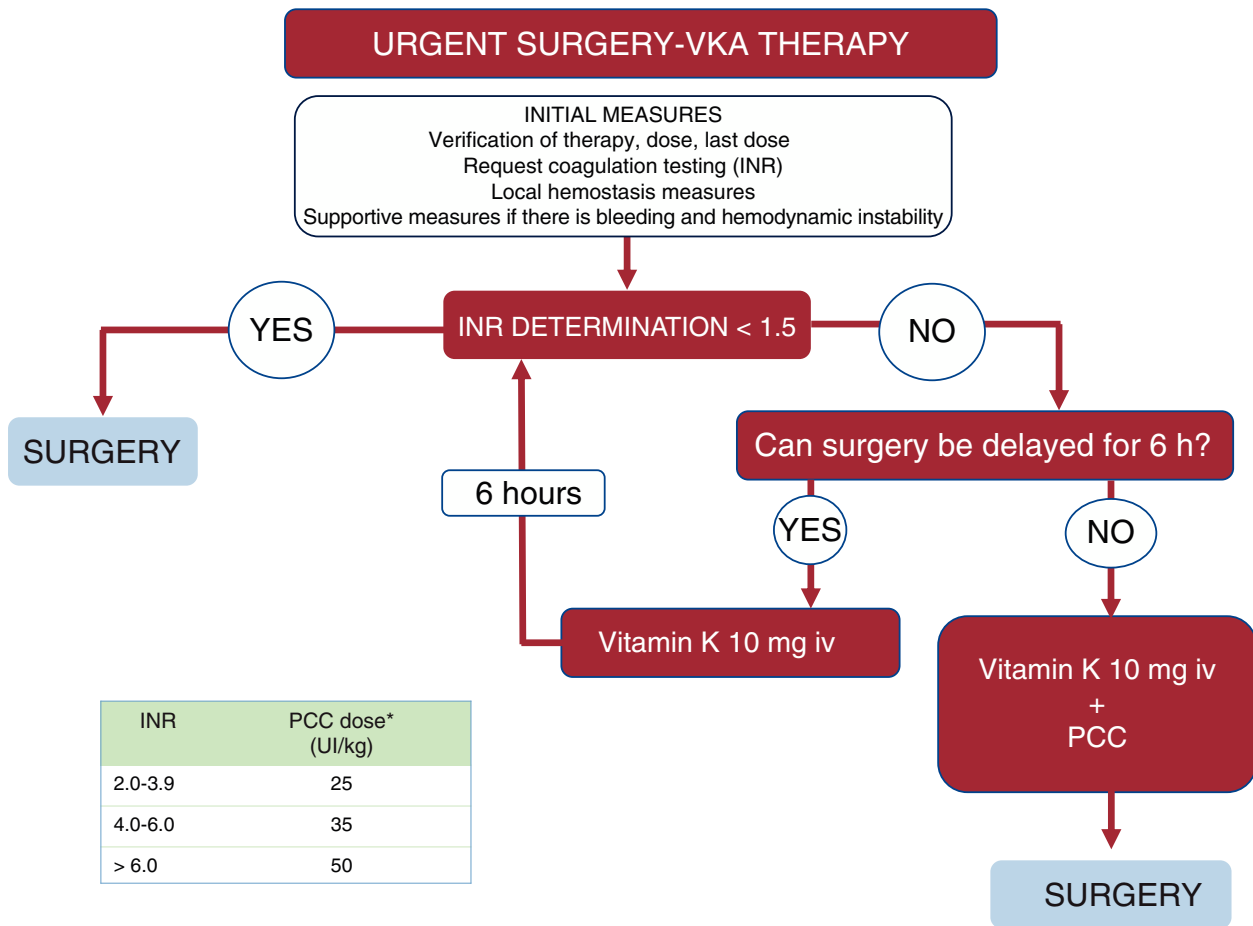 URGENT SURGERY-VKA THERAPY
INITIAL MEASURES
Verification of therapy, dose, last dose
Request coagulation testing (INR)
Local hemostasis measures
Supportive measures if there is bleeding and hemodynamic instability
YES
INR DETERMINATION < 1.5
NO
SURGERY
Can surgery be delayed for 6 h?
6 hours
YES
NO
Vitamin K 10 mg iv
Vitamin K 10 mg iv
+
PCC
INR PCC dose*
(UI/kg)
2.0-3.9 25
4.0-6.0 35
> 6.0 50
SURGERY